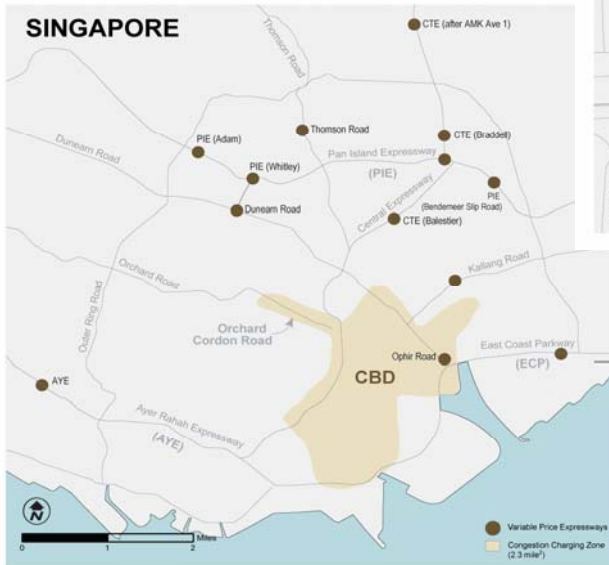 SINGAPORE
CTE (after AMK Ave 1)
Thomson Road
Thomson Road
CTE (Braddell)
PIE (Adam)
Dunearn Road
Pan Island Expressway
(PIE)
PIE (Whitley)
PIE
(Bendemeer Slip Road)
Central Expressway
CTE (Balestier)
Dunearn Road
Orchard Road
Kallang Road
Outer Ring Road
Orchard
Cordon Road
East Coast Parkway
(ECP)
Ophir Road
CBD
AYE
Ayer Rahah Expressway
(AYE)
N
0
1
2
Miles
Variable Price Expressways
Congestion Charging Zone
(2.3 mile²)